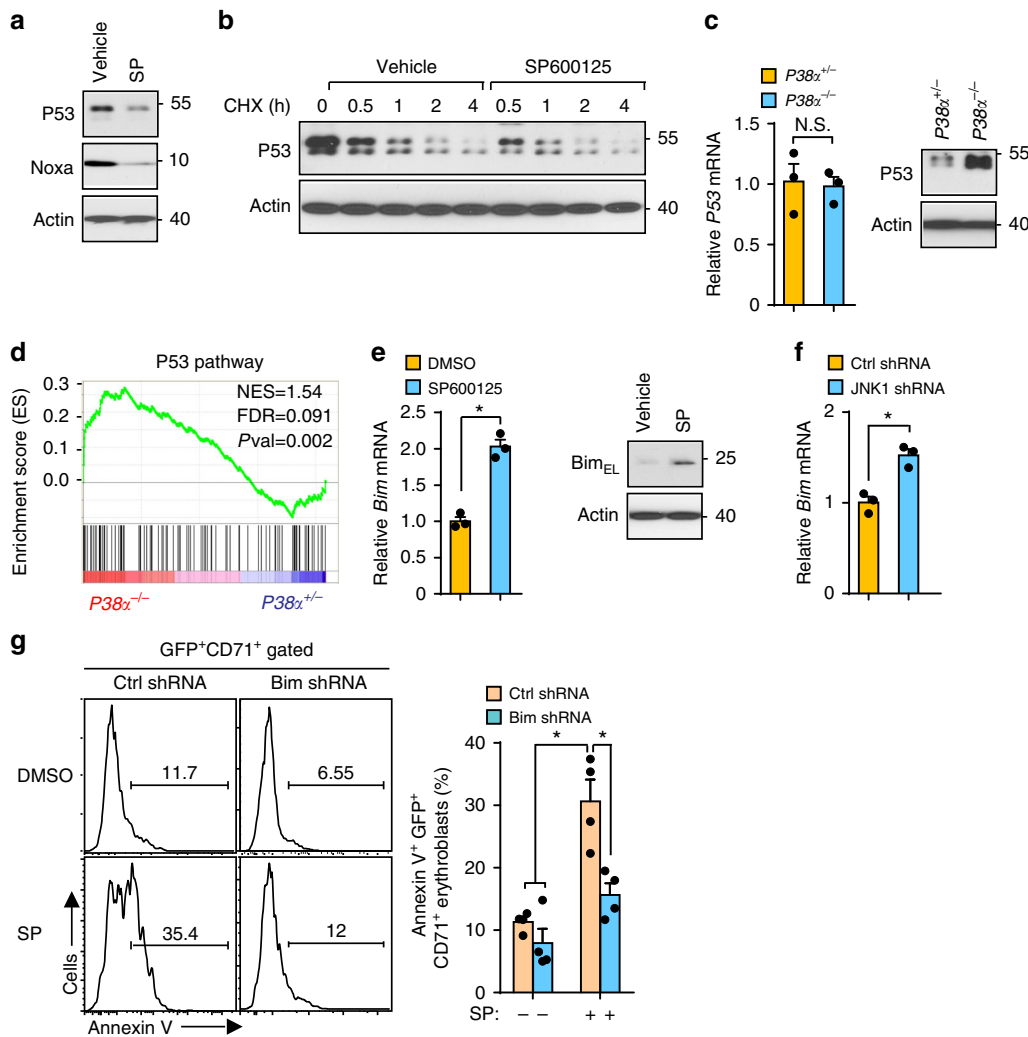 a
Vehicle
SP
P53
55
Noxa
10
Actin
40
b
Vehicle
SP600125
CHX (h)
0 0.5 1 2 4 0.5 1 2 4
P53
55
Actin
40
c
P38α+/−
P38α−/−
N.S.
Relative P53 mRNA
1.5
1.0
0.5
0
P38α+/−
P38α−/−
P53
55
Actin
40
d
P53 pathway
Enrichment score (ES)
0.3
0.2
0.1
0.0
NES=1.54
FDR=0.091
Pval=0.002
P38α−/−
P38α+/−
e
DMSO
SP600125
Relative Bim mRNA
2.5
2.0
1.5
1.0
0.5
0
*
Vehicle
SP
BimEL
25
Actin
40
f
Ctrl shRNA
JNK1 shRNA
Relative Bim mRNA
2
1
0
*
g
GFP+CD71+ gated
Ctrl shRNA
Bim shRNA
DMSO
11.7
6.55
SP
35.4
12
Cells
Annexin V
Ctrl shRNA
Bim shRNA
Annexin V+ GFP+
CD71+ erythroblasts (%)
40
30
20
10
0
*
*
SP: − − + +